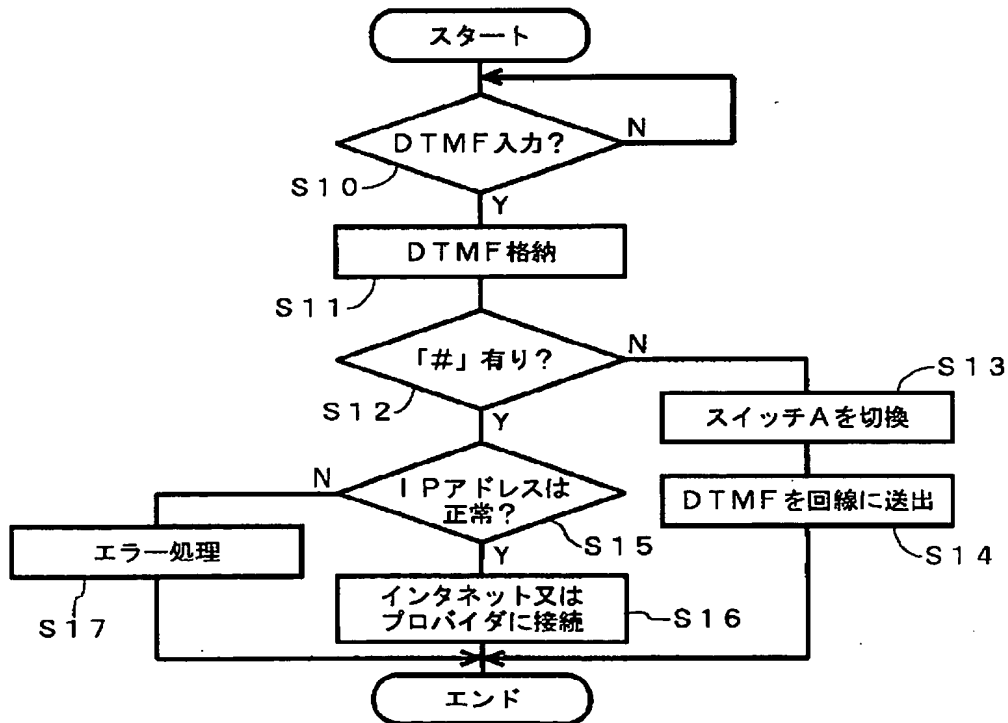 スタート
DTMF入力?
N
S10
Y
DTMF格納
S11
「#」有り?
N
S12
Y
S13
スイッチAを切換
DTMFを回線に送出
S14
IPアドレスは
正常?
N
S15
Y
エラー処理
S17
インタネット又は
プロバイダに接続
S16
エンド